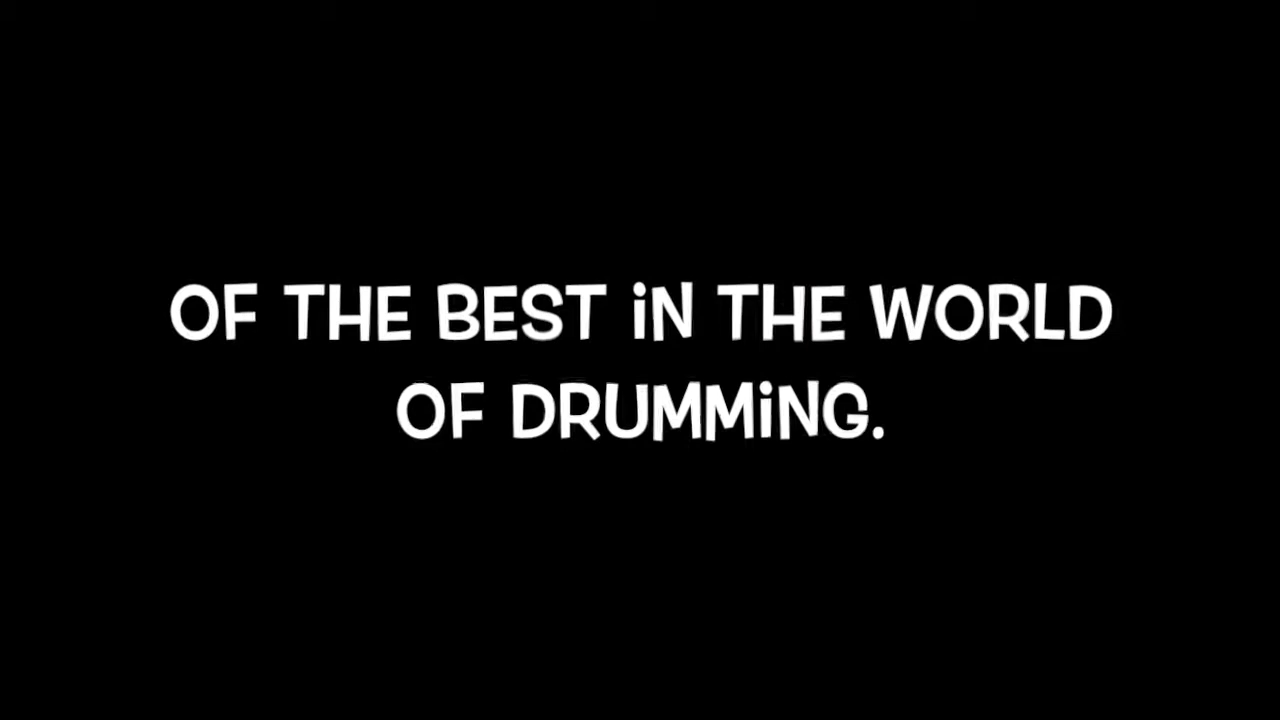 OF THE BEST iN THE WORLD
OF DRUMMiNG.